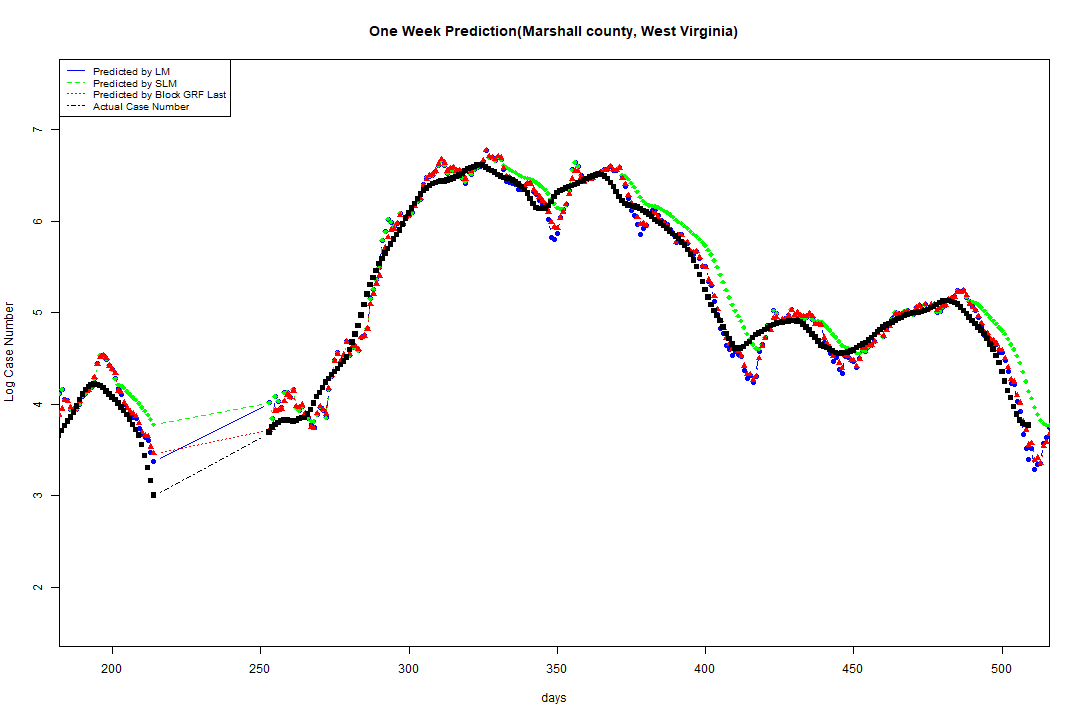 One Week Prediction(Marshall county, West Virginia)
Predicted by LM
Predicted by SLM
Predicted by Block GRF Last
Actual Case Number
7
6
5
4
3
2
Log Case Number
200 250 300 350 400 450 500
days